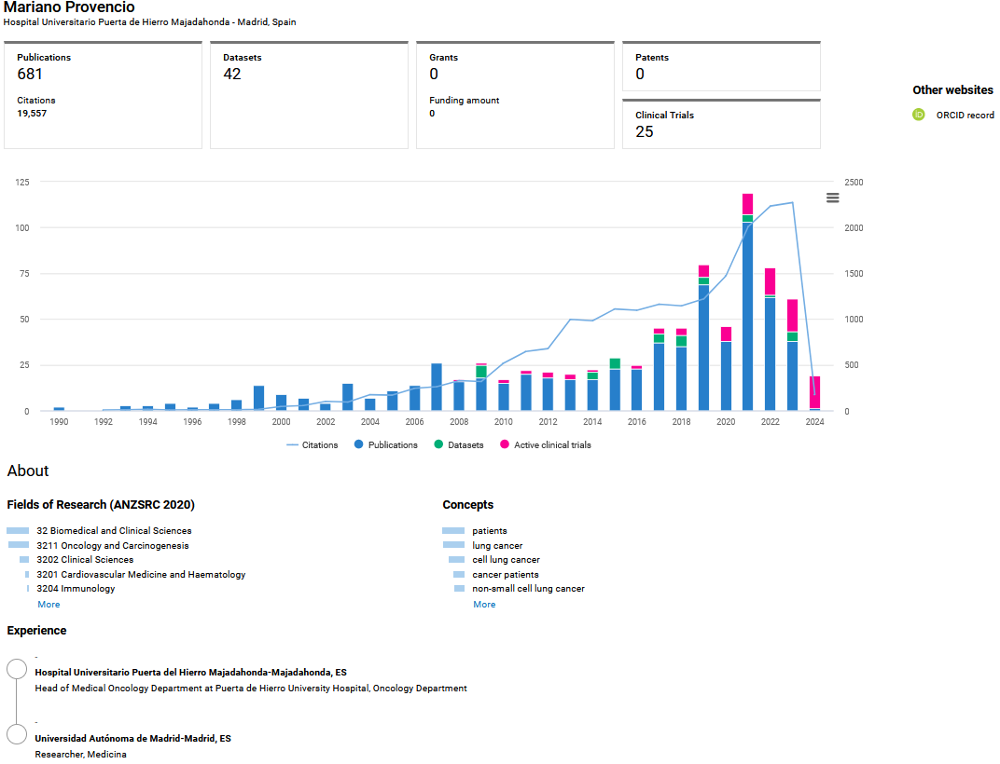 Mariano Provencio
Hospital Universitario Puerta de Hierro Majadahonda - Madrid, Spain
Publications
681
Citations
19,557
Datasets
42
Grants
0
Funding amount
0
Patents
0
Clinical Trials
25
Other websites
iD ORCID record
125 2500
100 2000
75 1500
50 1000
25 500
0 0
1990 1992 1994 1996 1998 2000 2002 2004 2006 2008 2010 2012 2014 2016 2018 2020 2022 2024
Citations Publications Datasets Active clinical trials
About
Fields of Research (ANZSRC 2020)
32 Biomedical and Clinical Sciences
3211 Oncology and Carcinogenesis
3202 Clinical Sciences
3201 Cardiovascular Medicine and Haematology
3204 Immunology
More
Concepts
patients
lung cancer
cell lung cancer
cancer patients
non-small cell lung cancer
More
Experience
-
Hospital Universitario Puerta del Hierro Majadahonda-Majadahonda, ES
Head of Medical Oncology Department at Puerta de Hierro University Hospital, Oncology Department
-
Universidad Autónoma de Madrid-Madrid, ES
Researcher, Medicina